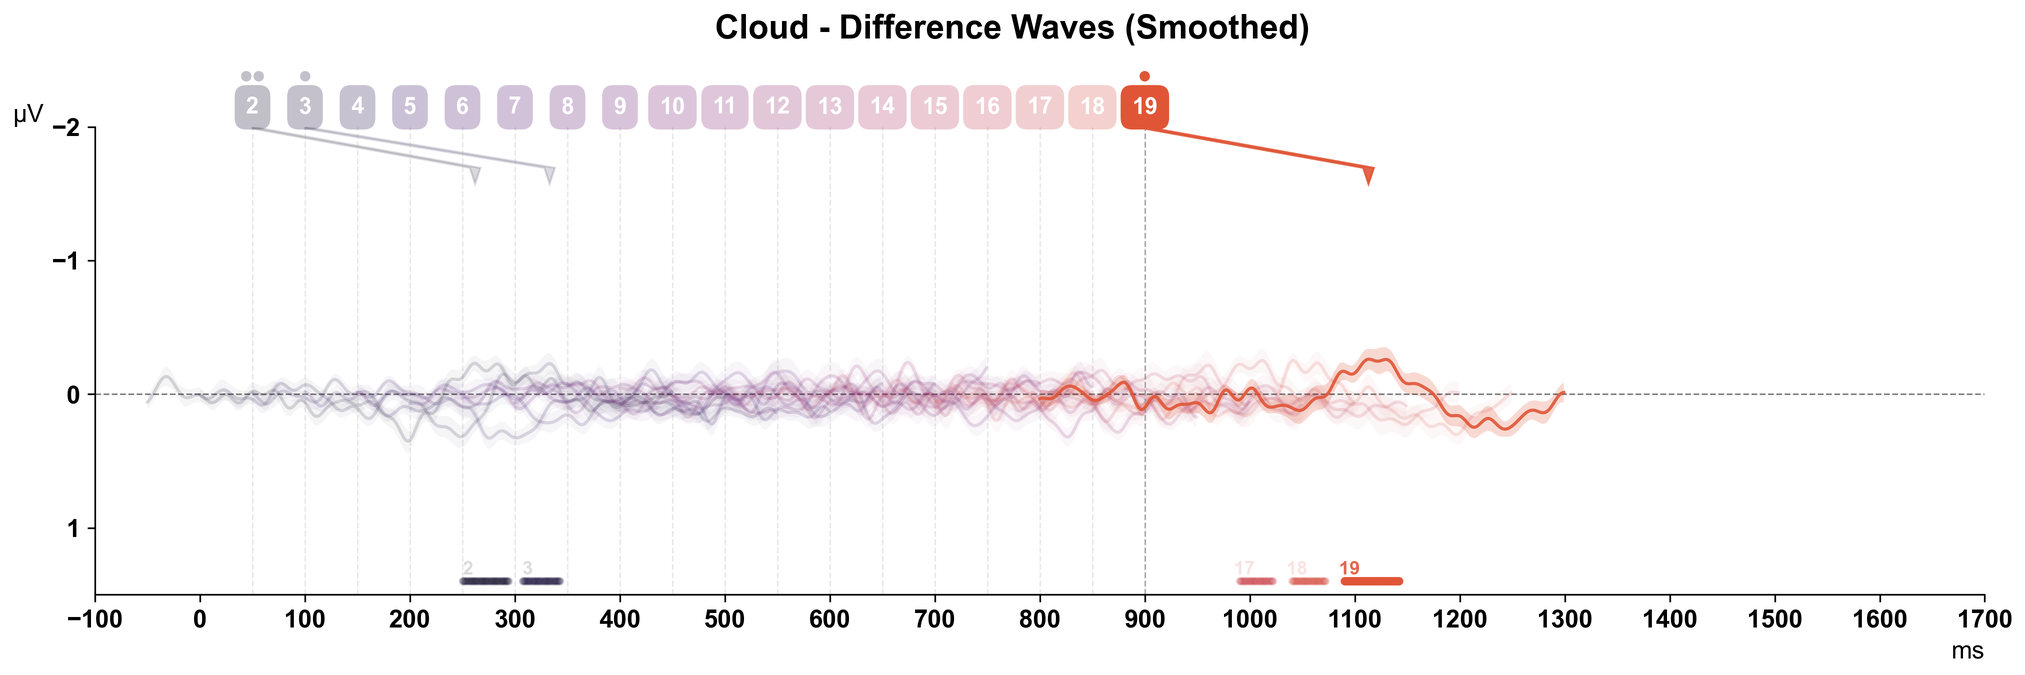 Cloud - Difference Waves (Smoothed)
2 3 4 5 6 7 8 9 10 11 12 13 14 15 16 17 18 19
µV
−2
−1
0
1
2 3 17 18 19
−100 0 100 200 300 400 500 600 700 800 900 1000 1100 1200 1300 1400 1500 1600 1700
ms